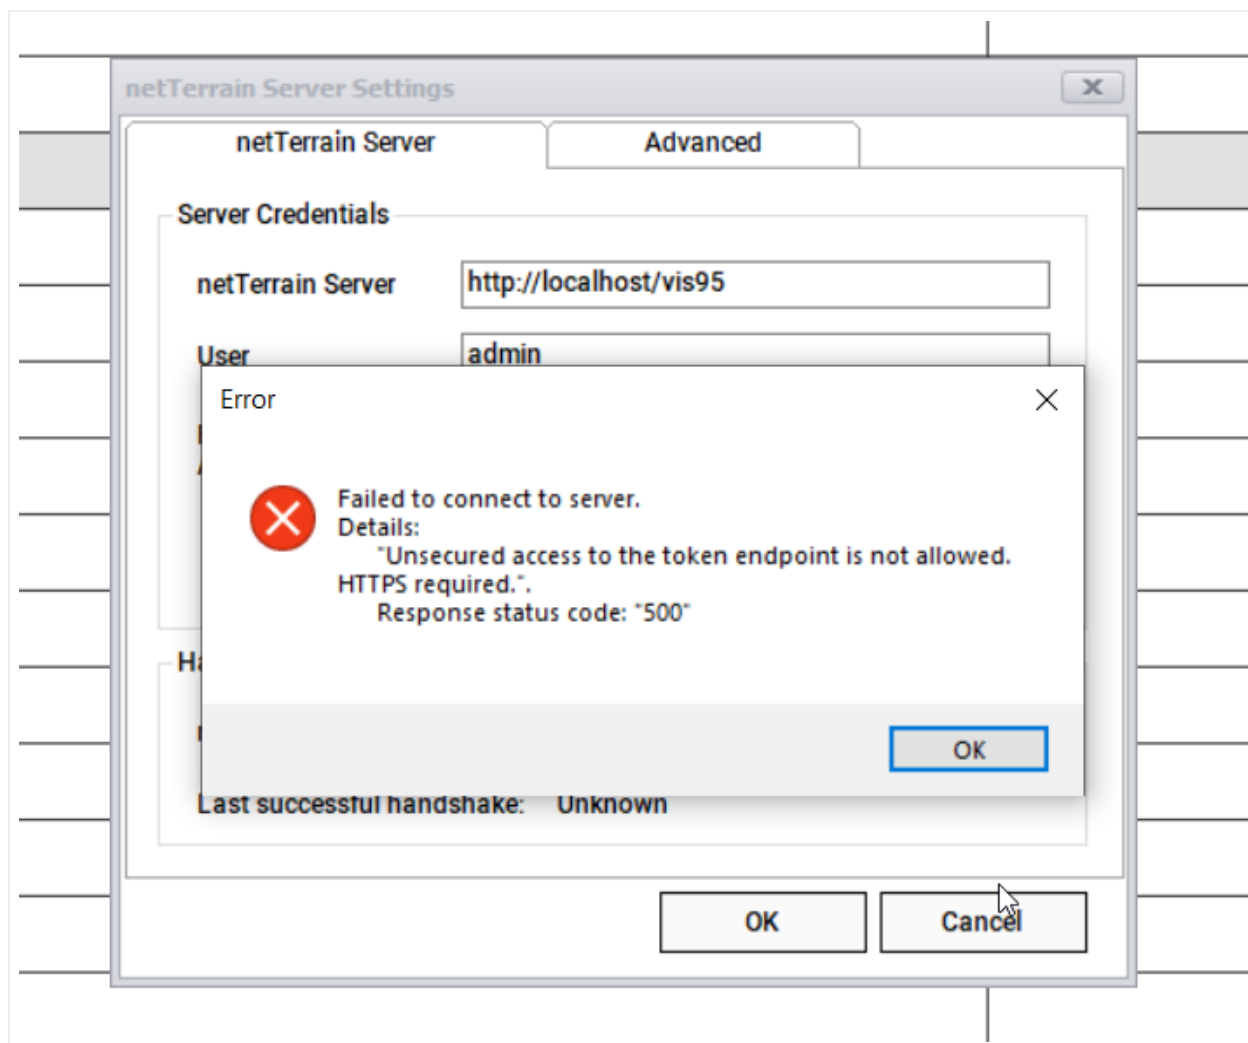 netTerrain Server Settings
netTerrain Server Advanced
Server Credentials
netTerrain Server http://localhost/vis95
User admin
Error
Failed to connect to server.
Details:
"Unsecured access to the token endpoint is not allowed.
HTTPS required.".
Response status code: "500"
OK
Last successful handshake: Unknown
OK Cancel